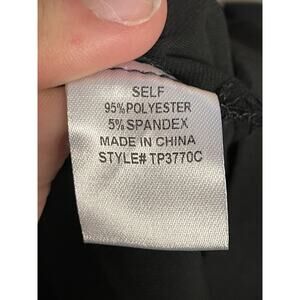 SELF
95%POLYESTER
5%SPANDEX
MADE IN CHINA
STYLE# TP3770C